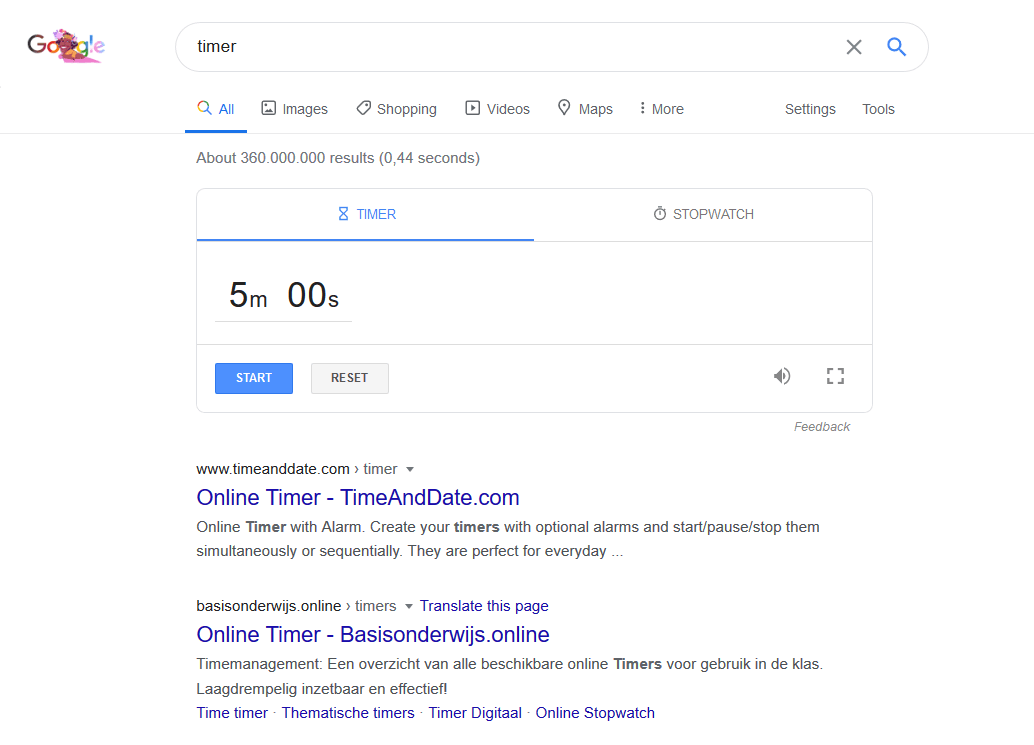 Google
timer
All Images Shopping Videos Maps More Settings Tools
About 360.000.000 results (0,44 seconds)
TIMER STOPWATCH
5m 00s
START RESET
Feedback
www.timeanddate.com › timer
Online Timer - TimeAndDate.com
Online Timer with Alarm. Create your timers with optional alarms and start/pause/stop them
simultaneously or sequentially. They are perfect for everyday ...
basisonderwijs.online › timers Translate this page
Online Timer - Basisonderwijs.online
Timemanagement: Een overzicht van alle beschikbare online Timers voor gebruik in de klas.
Laagdrempelig inzetbaar en effectief!
Time timer · Thematische timers · Timer Digitaal · Online Stopwatch